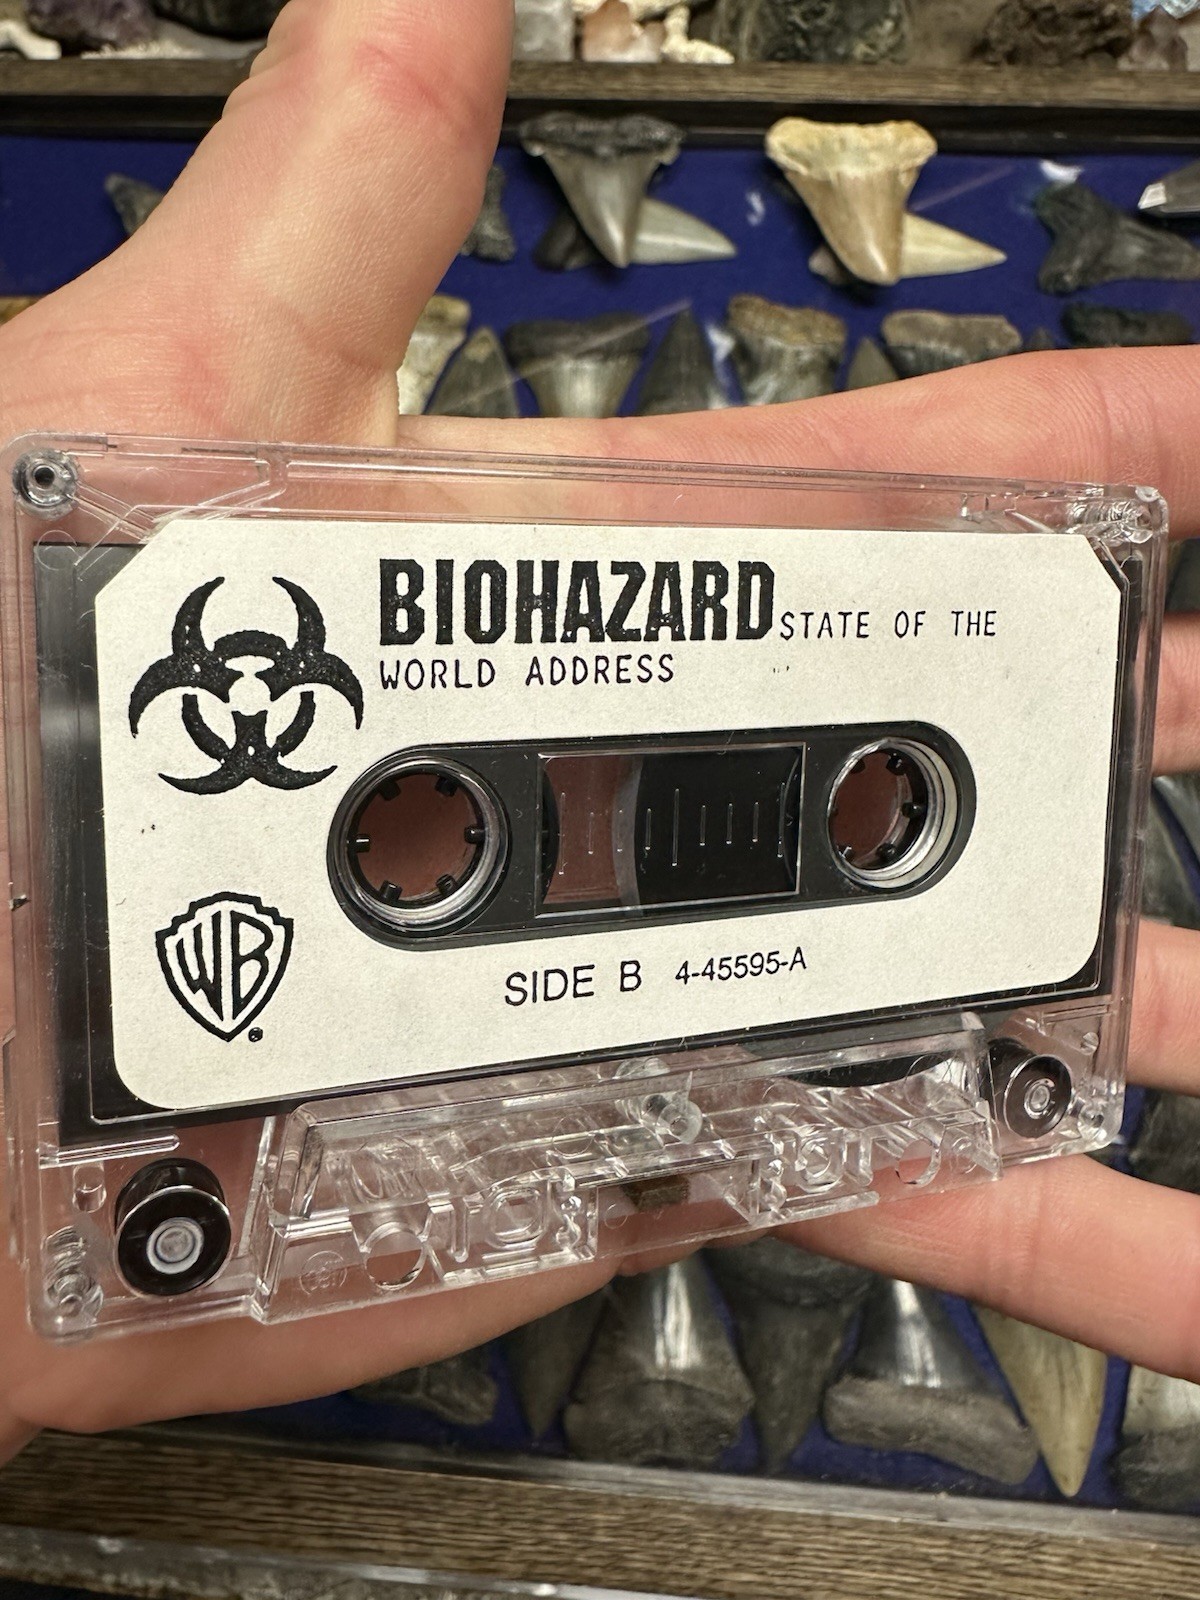 BIOHAZARD STATE OF THE
WORLD ADDRESS
WB
SIDE B 4-45595-A